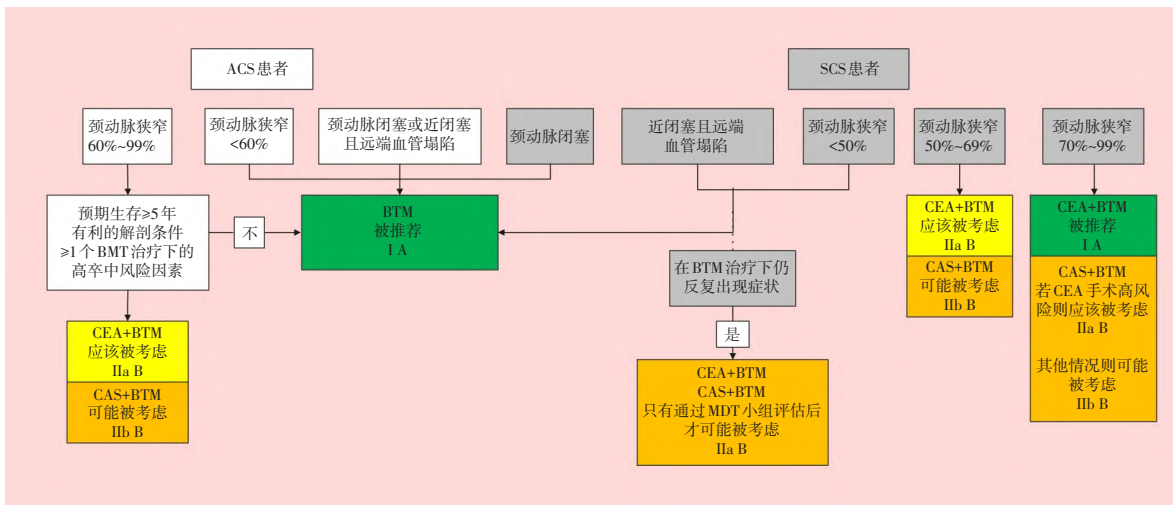 ACS患者
SCS患者
颈动脉狭窄
60%~99%
颈动脉狭窄
<60%
颈动脉闭塞或近闭塞
且远端血管塌陷
颈动脉闭塞
近闭塞且远端
血管塌陷
颈动脉狭窄
<50%
颈动脉狭窄
50%~69%
颈动脉狭窄
70%~99%
预期生存≥5年
有利的解剖条件
≥1个BMT治疗下的
高卒中风险因素
不
BTM
被推荐
I A
CEA+BTM
应该被考虑
IIa B
CAS+BTM
可能被考虑
IIb B
在BTM治疗下仍
反复出现症状
是
CEA+BTM
CAS+BTM
只有通过MDT小组评估后
才可能被考虑
IIa B
CEA+BTM
应该被考虑
IIa B
CAS+BTM
可能被考虑
IIb B
CEA+BTM
被推荐
I A
CAS+BTM
若CEA手术高风
险则应该被考虑
IIa B
其他情况则可能
被考虑
IIb B